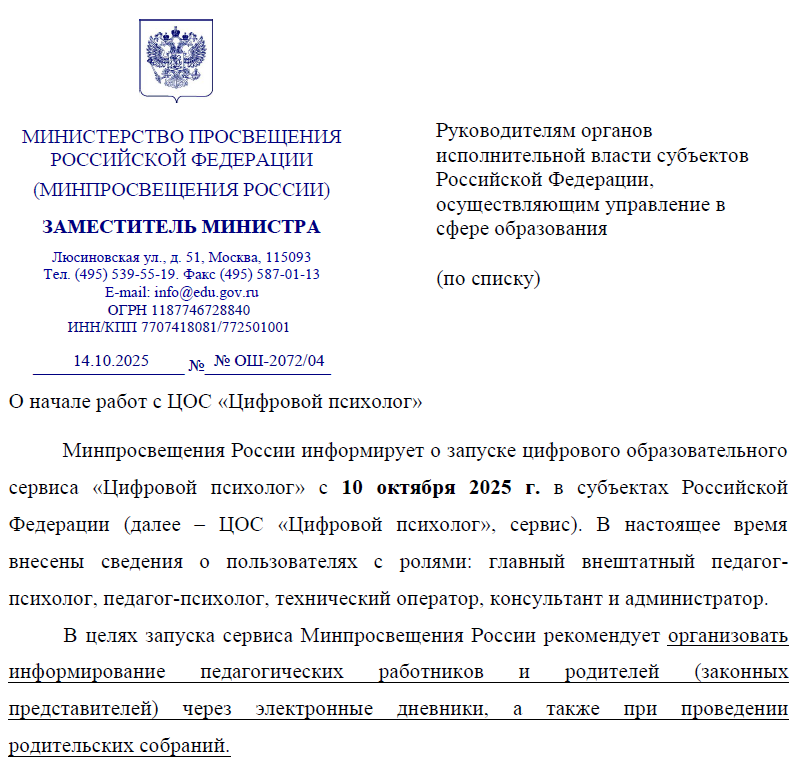 МИНИСТЕРСТВО ПРОСВЕЩЕНИЯ
РОССИЙСКОЙ ФЕДЕРАЦИИ
(МИНПРОСВЕЩЕНИЯ РОССИИ)
ЗАМЕСТИТЕЛЬ МИНИСТРА
Люсиновская ул., д. 51, Москва, 115093
Тел. (495) 539-55-19. Факс (495) 587-01-13
E-mail: info@edu.gov.ru
ОГРН 1187746728840
ИНН/КПП 7707418081/772501001
14.10.2025 № № ОШ-2072/04
Руководителям органов
исполнительной власти субъектов
Российской Федерации,
осуществляющим управление в
сфере образования
(по списку)
О начале работ с ЦОС «Цифровой психолог»
Минпросвещения России информирует о запуске цифрового образовательного
сервиса «Цифровой психолог» с 10 октября 2025 г. в субъектах Российской
Федерации (далее – ЦОС «Цифровой психолог», сервис). В настоящее время
внесены сведения о пользователях с ролями: главный внештатный педагог-
психолог, педагог-психолог, технический оператор, консультант и администратор.
В целях запуска сервиса Минпросвещения России рекомендует организовать
информирование педагогических работников и родителей (законных
представителей) через электронные дневники, а также при проведении
родительских собраний.